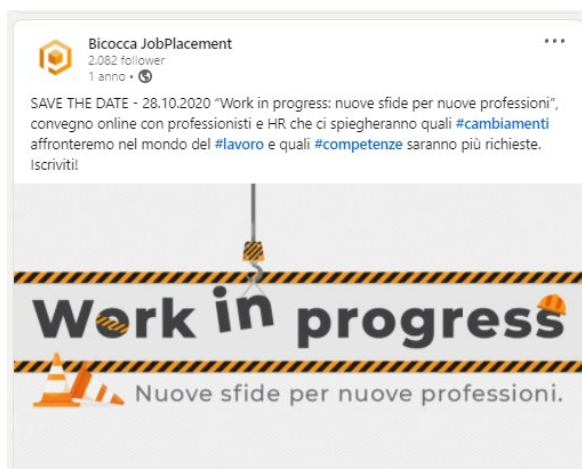 Bicocca JobPlacement
2.082 follower
1 anno •
SAVE THE DATE - 28.10.2020 “Work in progress: nuove sfide per nuove professioni”,
convegno online con professionisti e HR che ci spiegheranno quali #cambiamenti
affronteremo nel mondo del #lavoro e quali #competenze saranno più richieste.
Iscriviti!
Work in progress
Nuove sfide per nuove professioni.